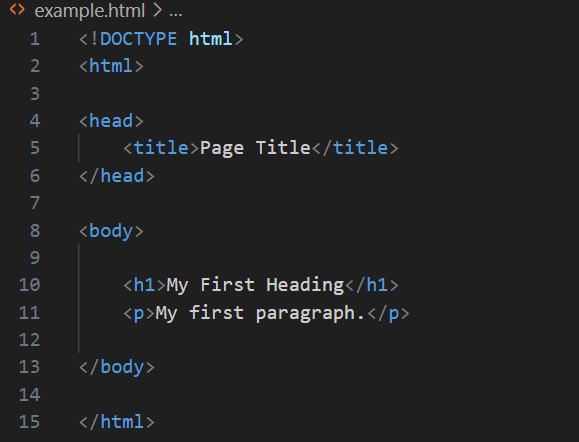 <> example.html > ...
1 <!DOCTYPE html>
2 <html>
3
4 <head>
5     <title>Page Title</title>
6 </head>
7
8 <body>
9
10     <h1>My First Heading</h1>
11     <p>My first paragraph.</p>
12
13 </body>
14
15 </html>